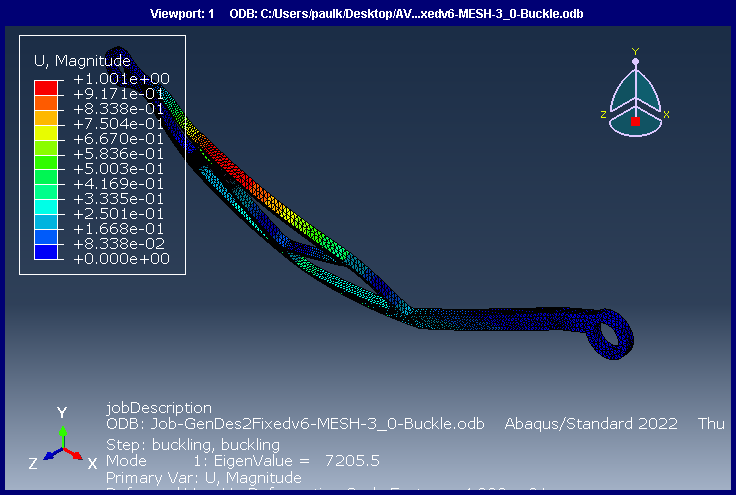 Viewport: 1 ODB: C:/Users/paulk/Desktop/AV...xedv6-MESH-3_0-Buckle.odb
U, Magnitude
+1.001e+00
+9.171e-01
+8.338e-01
+7.504e-01
+6.670e-01
+5.836e-01
+5.003e-01
+4.169e-01
+3.335e-01
+2.501e-01
+1.668e-01
+8.338e-02
+0.000e+00
Y
Z X
Y
Z X
jobDescription
ODB: Job-GenDes2Fixedv6-MESH-3_0-Buckle.odb Abaqus/Standard 2022 Thu
Step: buckling, buckling
Mode 1: EigenValue = 7205.5
Primary Var: U, Magnitude